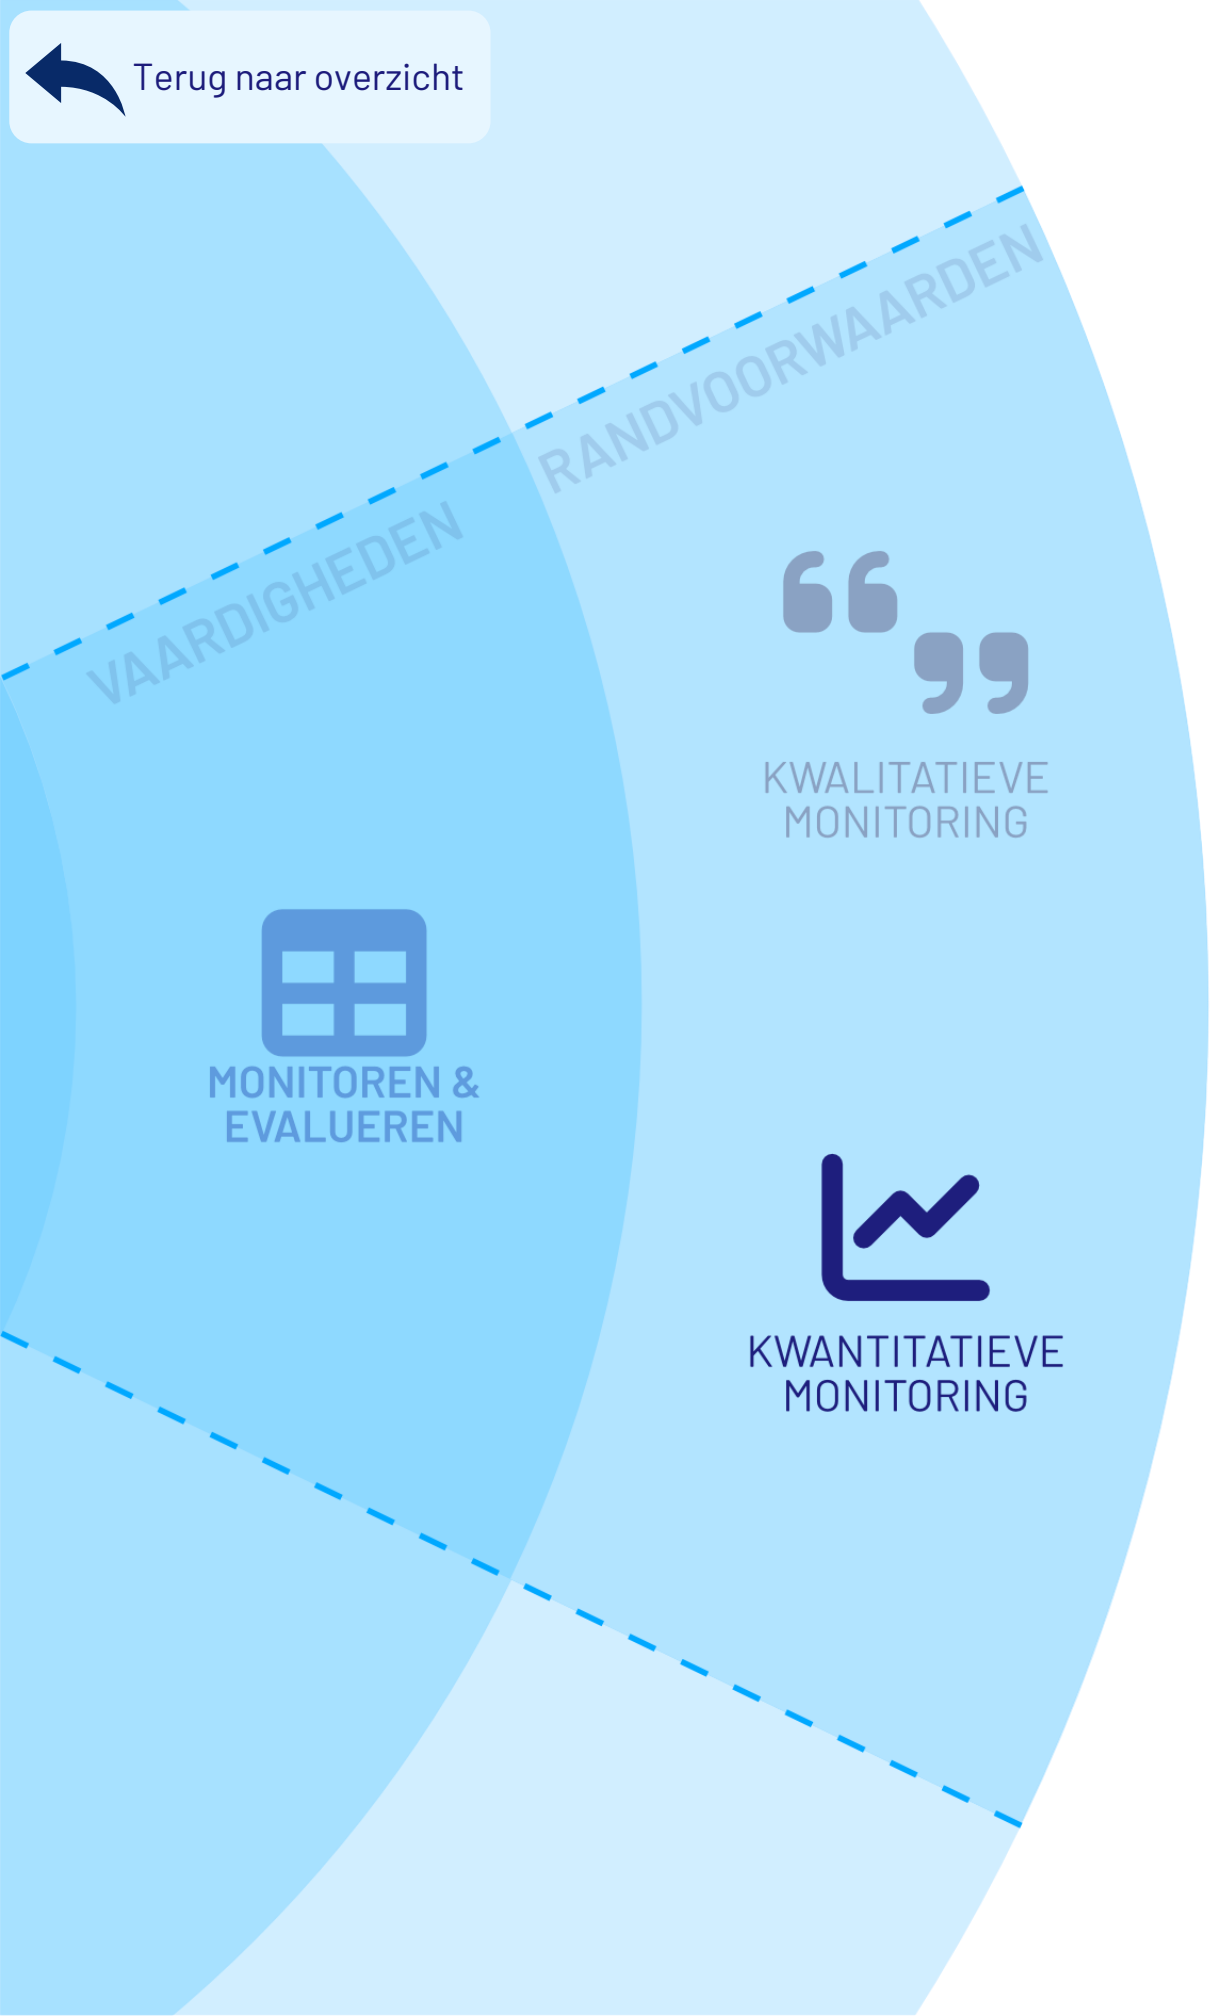 Terug naar overzicht
RANDVOORWAARDEN
VAARDIGHEDEN
KWALITATIEVE
MONITORING
MONITOREN &
EVALUEREN
KWANTITATIEVE
MONITORING